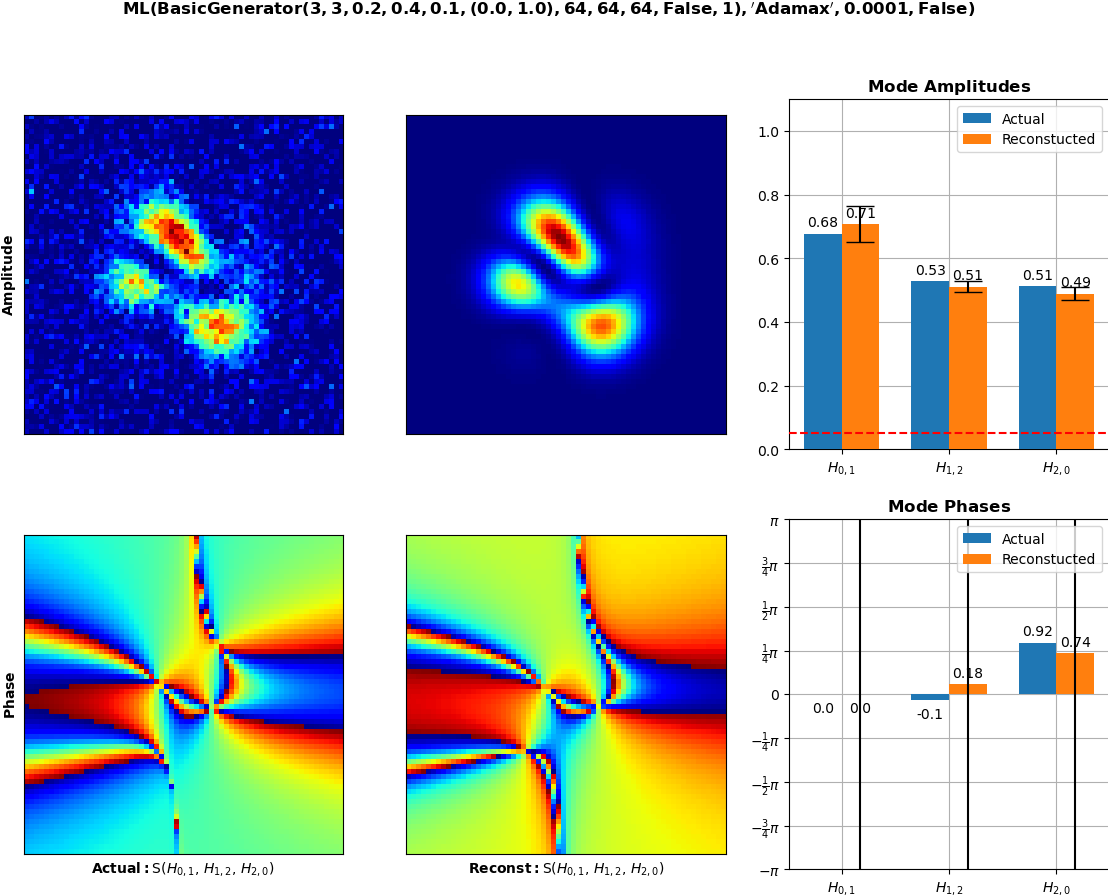 ML(BasicGenerator(3, 3, 0.2, 0.4, 0.1, (0.0, 1.0), 64, 64, 64, False, 1), 'Adamax', 0.0001, False)
Amplitude
Mode Amplitudes
Actual
Reconstucted
1.0
0.8
0.6
0.4
0.2
0.0
0.68
0.71
0.53
0.51
0.51
0.49
H0,1
H1,2
H2,0
Phase
Actual: S(H0,1, H1,2, H2,0)
Reconst: S(H0,1, H1,2, H2,0)
Mode Phases
Actual
Reconstucted
π
3/4π
1/2π
1/4π
0
−1/4π
−1/2π
−3/4π
−π
0.0
0.0
-0.1
0.18
0.92
0.74
H0,1
H1,2
H2,0